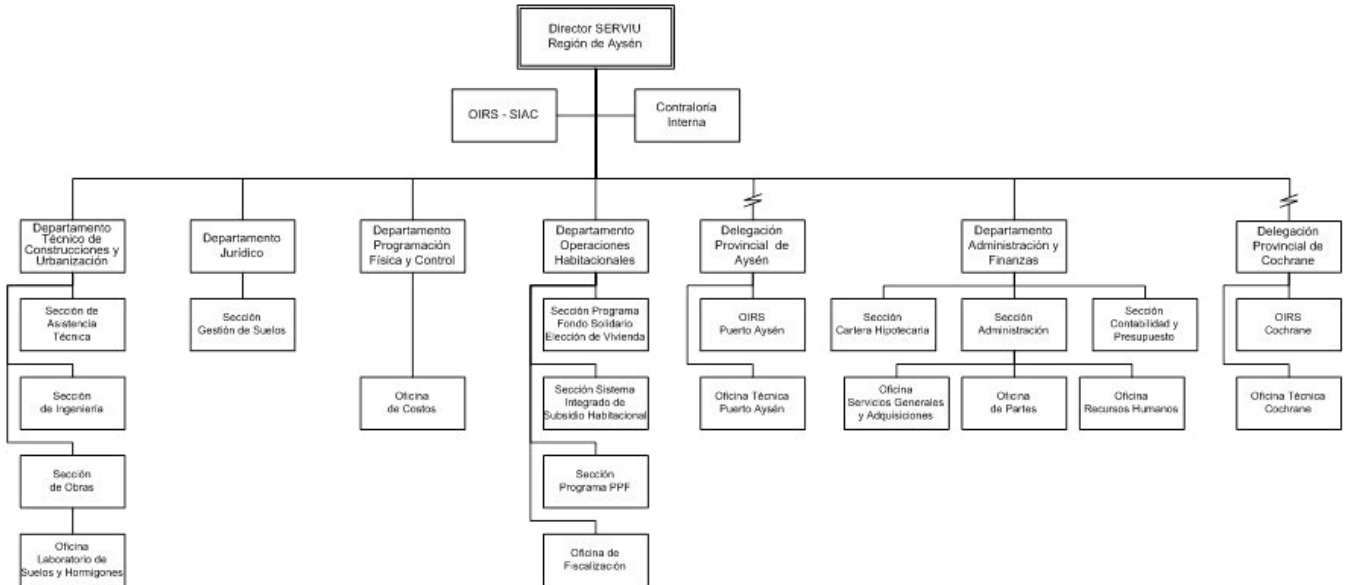 Director SERVIU
Región de Aysén
OIRS - SIAC
Contraloría
Interna
Departamento
Técnico de
Construcciones y
Urbanización
Departamento
Jurídico
Departamento
Programación
Física y Control
Departamento
Operaciones
Habitacionales
Delegación
Provincial de
Aysén
Departamento
Administración y
Finanzas
Delegación
Provincial de
Cochrane
Sección de
Asistencia
Técnica
Sección
Gestión de Suelos
Sección Programa
Fondo Solidario
Elección de Vivienda
OIRS
Puerto Aysén
Sección
Cartera Hipotecaria
Sección
Administración
Sección
Contabilidad y
Presupuesto
OIRS
Cochrane
Sección
de Ingeniería
Oficina
de Costos
Sección Sistema
Integrado de
Subsidio Habitacional
Oficina Técnica
Puerto Aysén
Oficina
Servicios Generales
y Adquisiciones
Oficina
de Partes
Oficina
Recursos Humanos
Oficina Técnica
Cochrane
Sección
de Obras
Sección
Programa PPF
Oficina
Laboratorio de
Suelos y Hormigones
Oficina de
Fiscalización